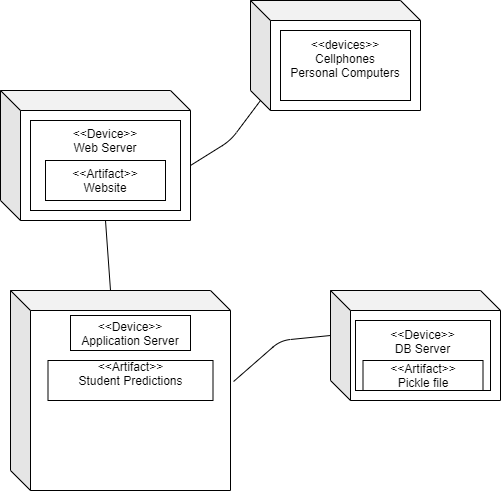 <<devices>>
Cellphones
Personal Computers
<<Device>>
Web Server
<<Artifact>>
Website
<<Device>>
Application Server
<<Artifact>>
Student Predictions
<<Device>>
DB Server
<<Artifact>>
Pickle file